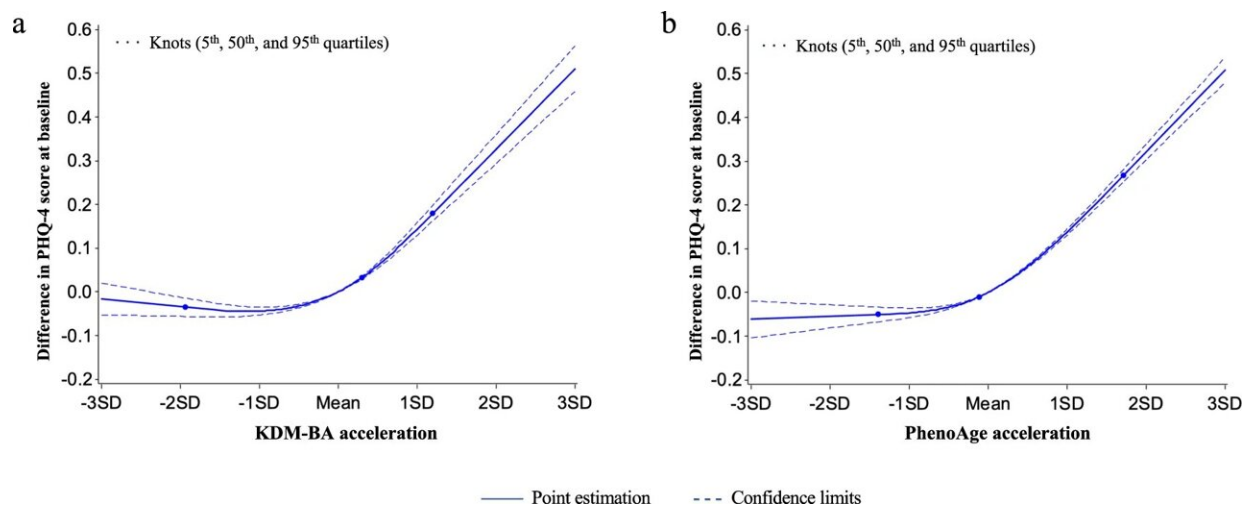 a
Difference in PHQ-4 score at baseline
0.6
0.5
0.4
0.3
0.2
0.1
0.0
-0.1
-0.2
· · · Knots (5th, 50th, and 95th quartiles)
-3SD -2SD -1SD Mean 1SD 2SD 3SD
KDM-BA acceleration
b
Difference in PHQ-4 score at baseline
0.6
0.5
0.4
0.3
0.2
0.1
0.0
-0.1
-0.2
· · · Knots (5th, 50th, and 95th quartiles)
-3SD -2SD -1SD Mean 1SD 2SD 3SD
PhenoAge acceleration
Point estimation Confidence limits